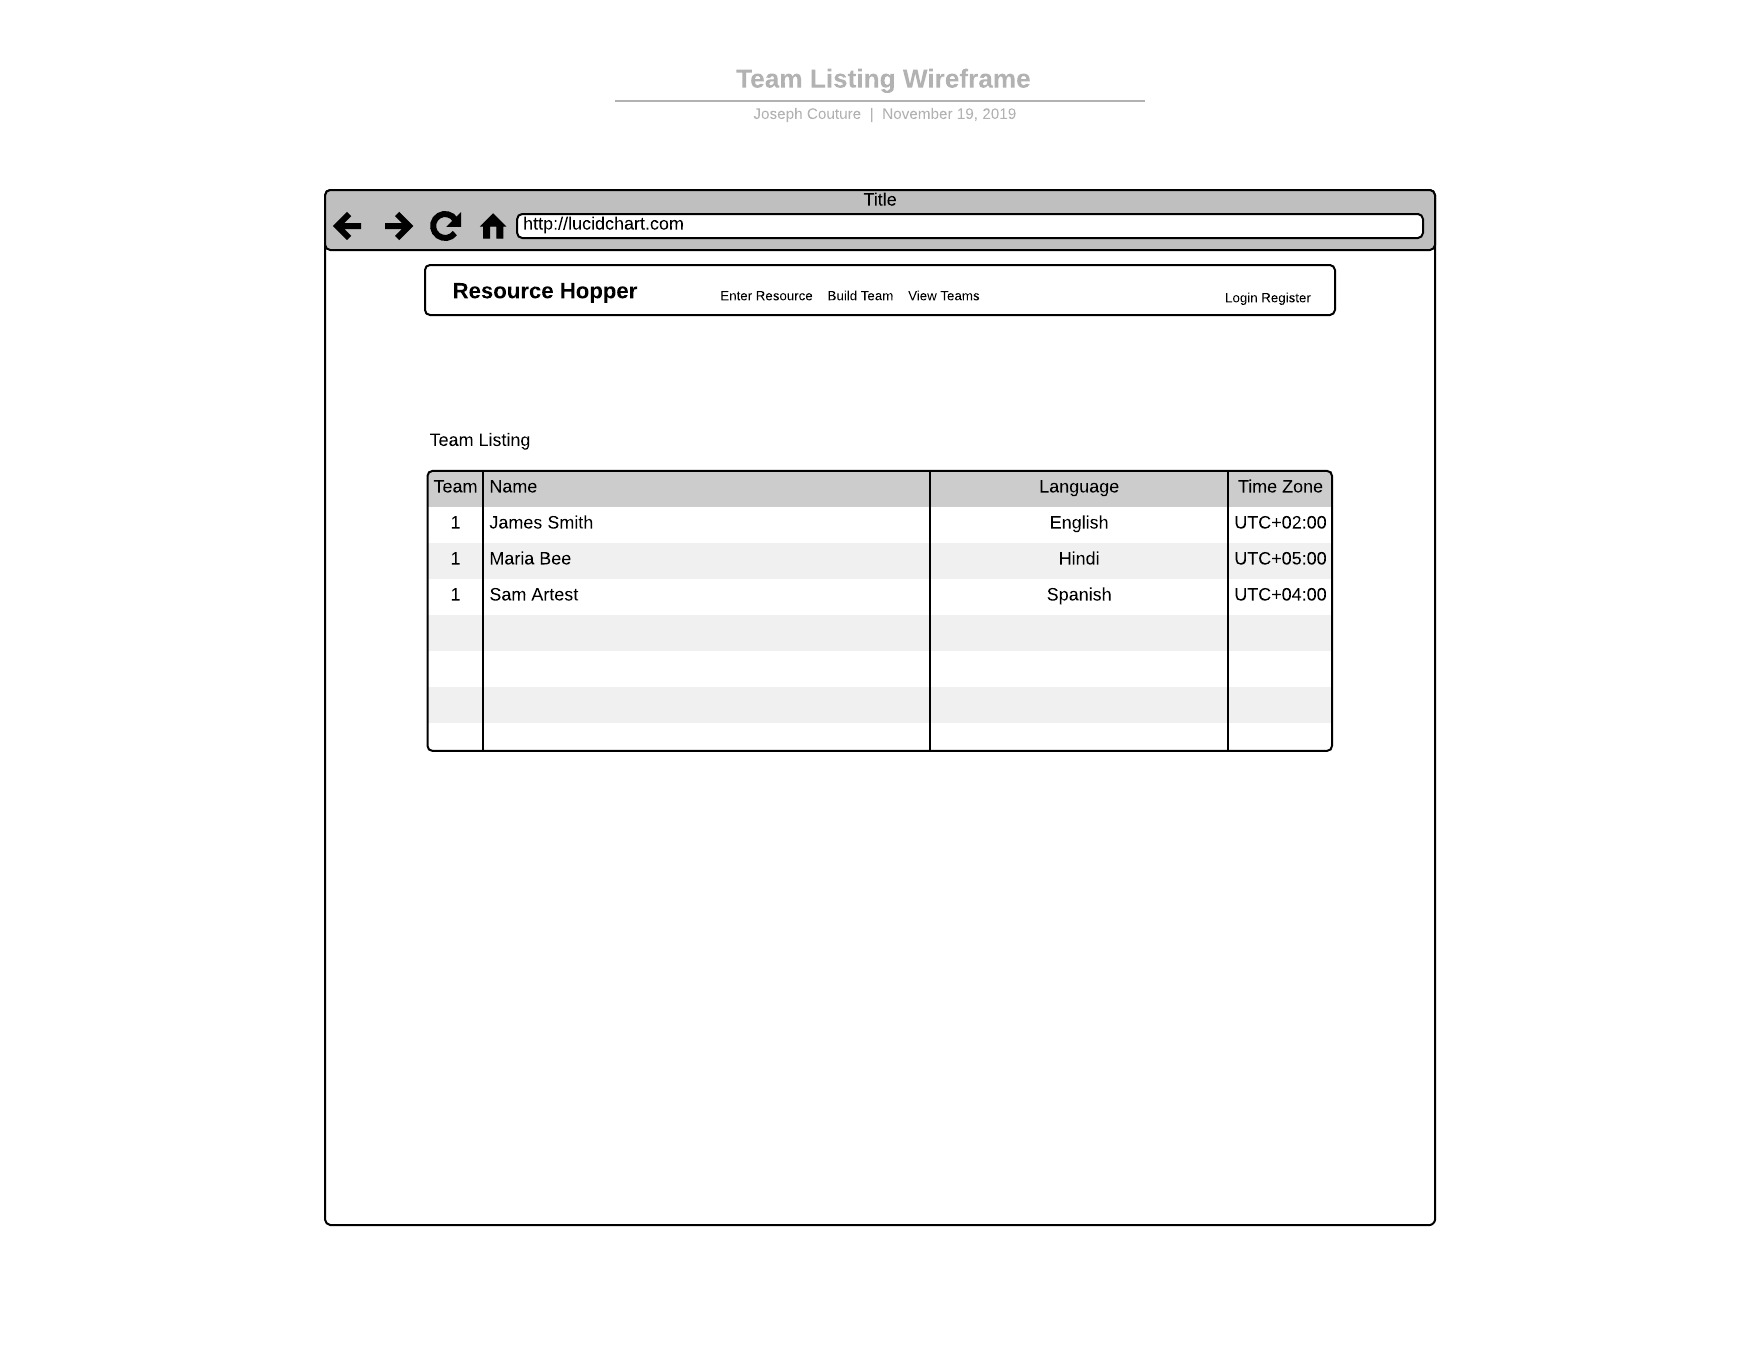 Team Listing Wireframe
Joseph Couture | November 19, 2019
Title
http://lucidchart.com
Resource Hopper Enter Resource Build Team View Teams Login Register
Team Listing
Team Name Language Time Zone
1 James Smith English UTC+02:00
1 Maria Bee Hindi UTC+05:00
1 Sam Artest Spanish UTC+04:00